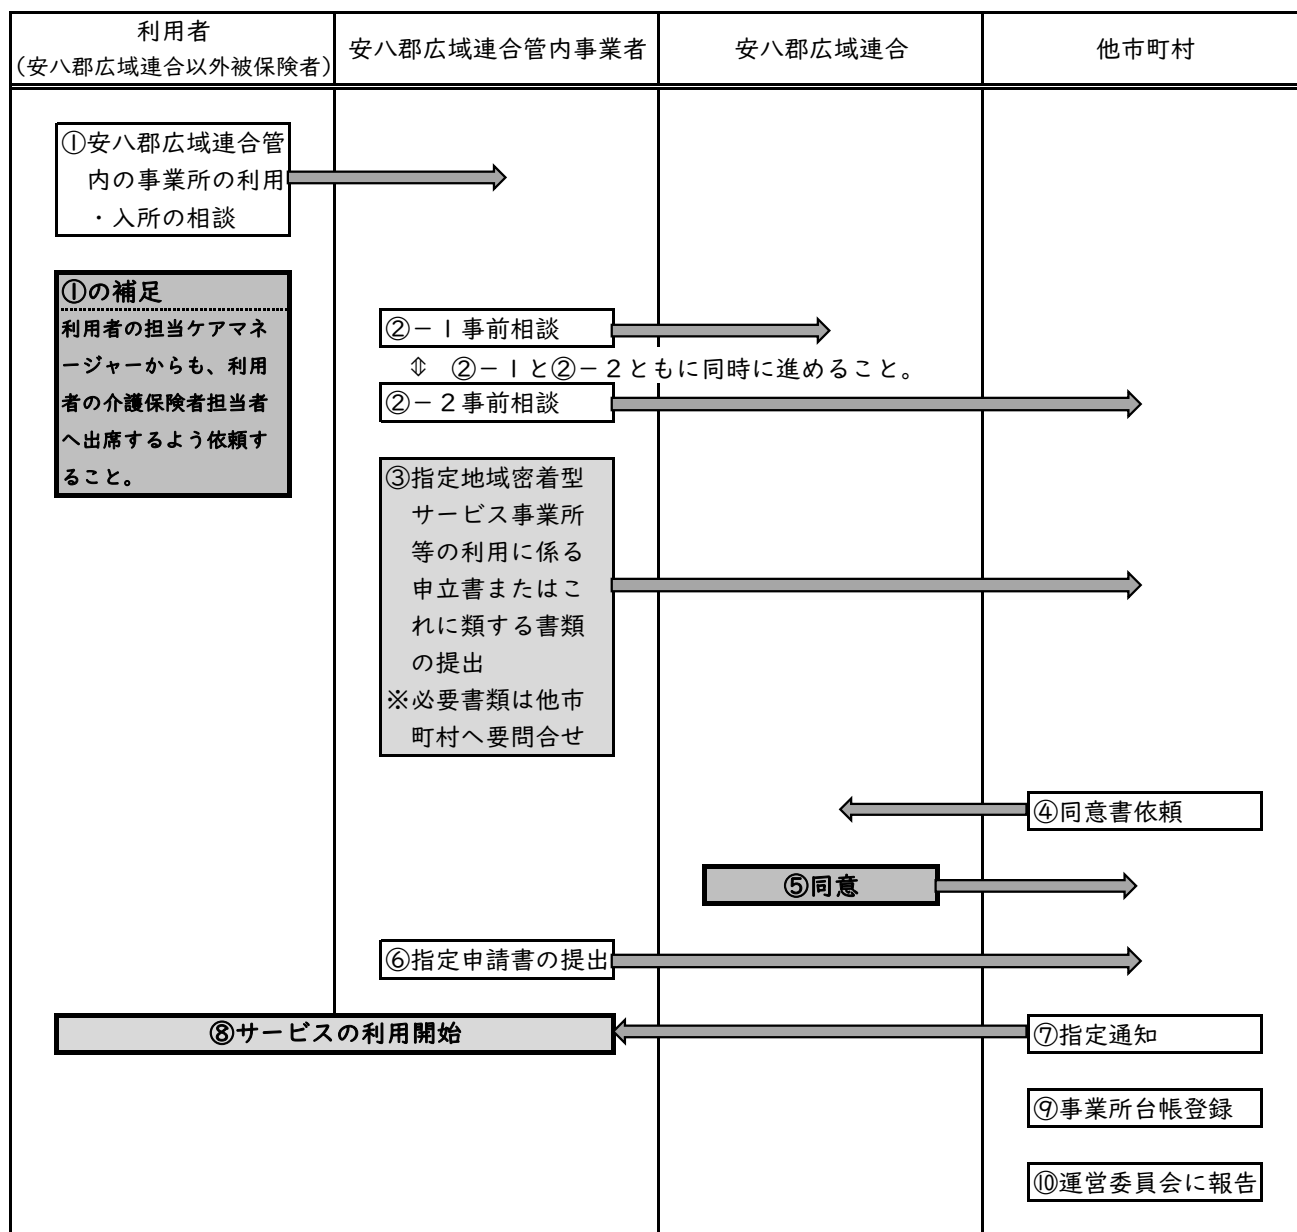 利用者
(安八郡広域連合以外被保険者)
安八郡広域連合管内事業者
安八郡広域連合
他市町村
①安八郡広域連合管
内の事業所の利用
・入所の相談
①の補足
利用者の担当ケアマネ
ージャーからも、利用
者の介護保険者担当者
へ出席するよう依頼す
ること。
②－１事前相談
⇕ ②－１と②－２ともに同時に進めること。
②－２事前相談
③指定地域密着型
サービス事業所
等の利用に係る
申立書またはこ
れに類する書類
の提出
※必要書類は他市
町村へ要問合せ
④同意書依頼
⑤同意
⑥指定申請書の提出
⑧サービスの利用開始
⑦指定通知
⑨事業所台帳登録
⑩運営委員会に報告